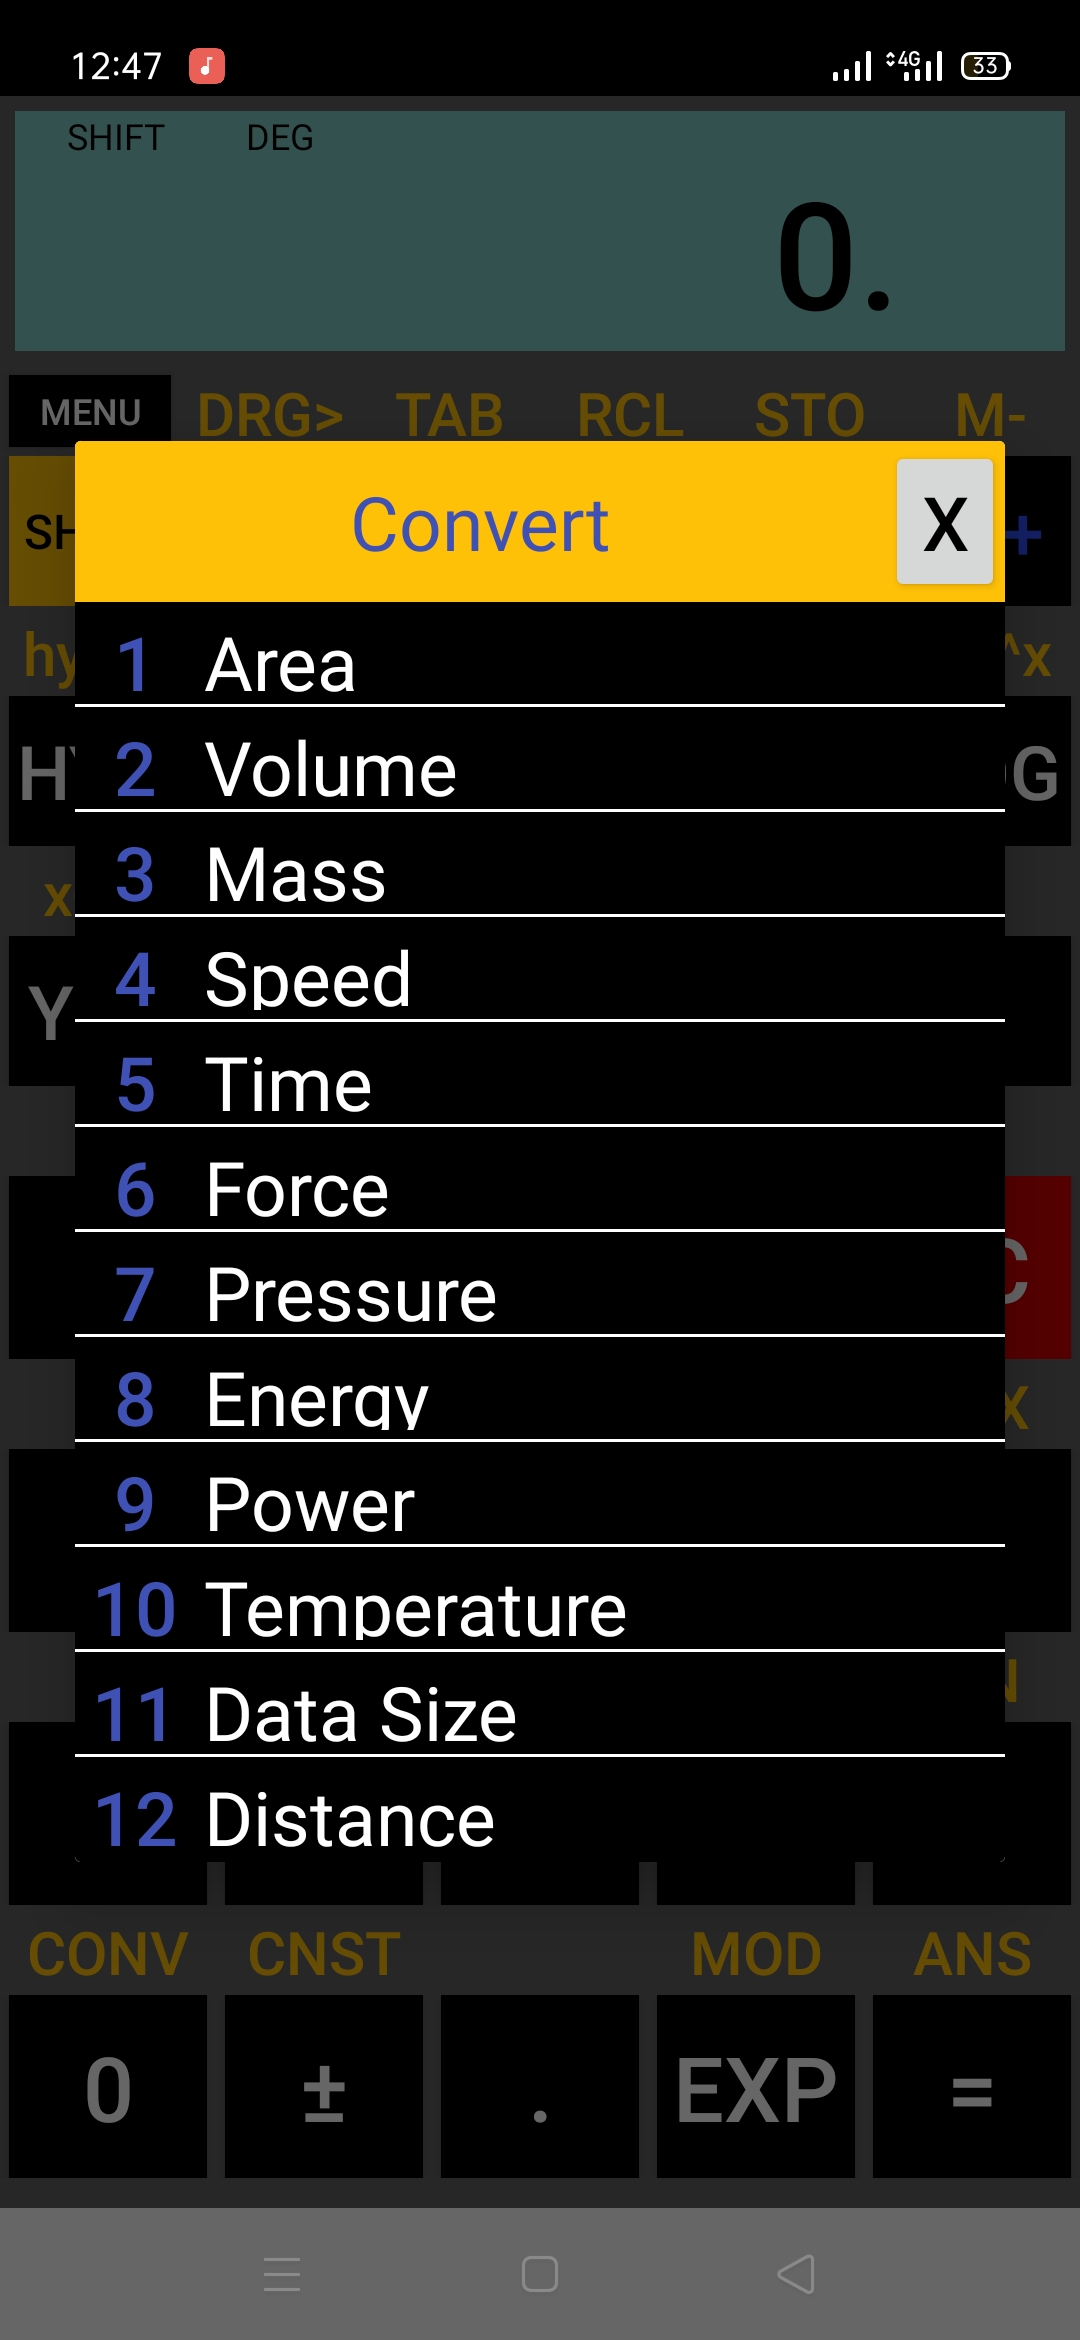 12:47 4G 33
SHIFT DEG
0.
MENU DRG> TAB RCL STO M-
Convert X
1 Area
2 Volume
3 Mass
4 Speed
5 Time
6 Force
7 Pressure
8 Energy
9 Power
10 Temperature
11 Data Size
12 Distance
CONV CNST MOD ANS
0 ± . EXP =